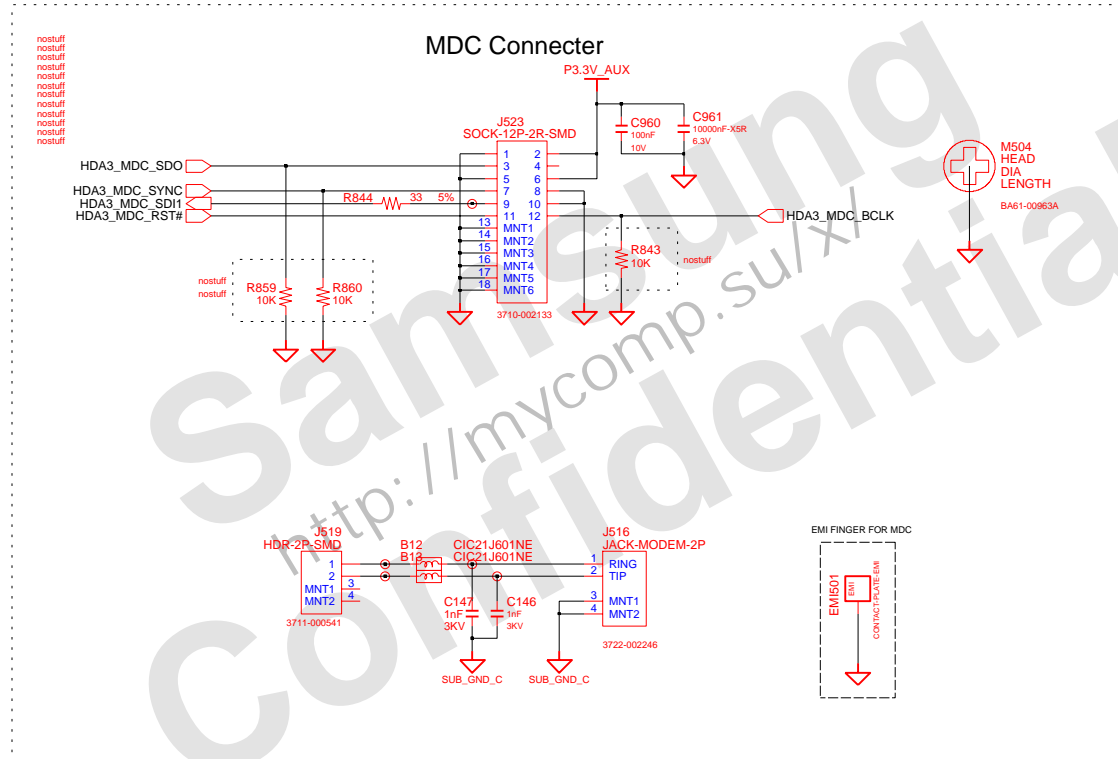 MDC Connecter
nostuff
nostuff
nostuff
nostuff
nostuff
nostuff
nostuff
nostuff
nostuff
nostuff
nostuff
nostuff
P3.3V_AUX
J523
SOCK-12P-2R-SMD
C960
100nF
10V
C961
10000nF-X5R
6.3V
M504
HEAD
DIA
LENGTH
BA61-00963A
HDA3_MDC_SDO
HDA3_MDC_SYNC
HDA3_MDC_SDI1
HDA3_MDC_RST#
R844 33 5%
1 2
3 4
5 6
7 8
9 10
11 12
13 MNT1
14 MNT2
15 MNT3
16 MNT4
17 MNT5
18 MNT6
3710-002133
HDA3_MDC_BCLK
R843
10K
nostuff
nostuff
nostuff
R859
10K
R860
10K
Samsung
Confidential
http://mycomp.su/x/
J519
HDR-2P-SMD
1
2
MNT1 3
MNT2 4
3711-000541
B12 CIC21J601NE
B13 CIC21J601NE
C147
1nF
3KV
C146
1nF
3KV
SUB_GND_C
SUB_GND_C
J516
JACK-MODEM-2P
1 RING
2 TIP
3 MNT1
4 MNT2
3722-002246
EMI FINGER FOR MDC
EMI501
EMI
CONTACT-PLATE-EMI